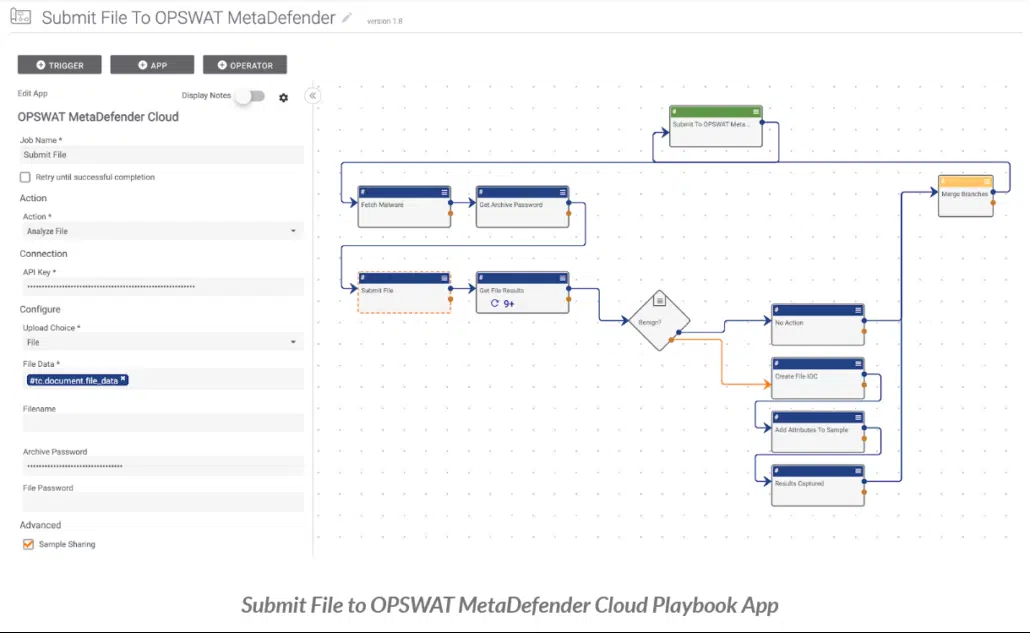 Submit File To OPSWAT MetaDefender version 1.8
TRIGGER APP OPERATOR
Edit App Display Notes
OPSWAT MetaDefender Cloud
Job Name *
Submit File
Retry until successful completion
Action
Action *
Analyze File
Connection
API Key *
Configure
Upload Choice *
File
File Data *
#tc.document.file_data
Filename
Archive Password
File Password
Advanced
Sample Sharing
#
Submit To OPSWAT Meta...
#
Merge Branches
#
Fetch Malware
#
Get Archive Password
#
Submit File
#
Get File Results
9+
Benign?
#
No Action
#
Create File IOC
#
Add Attributes To Sample
#
Results Captured
Submit File to OPSWAT MetaDefender Cloud Playbook App